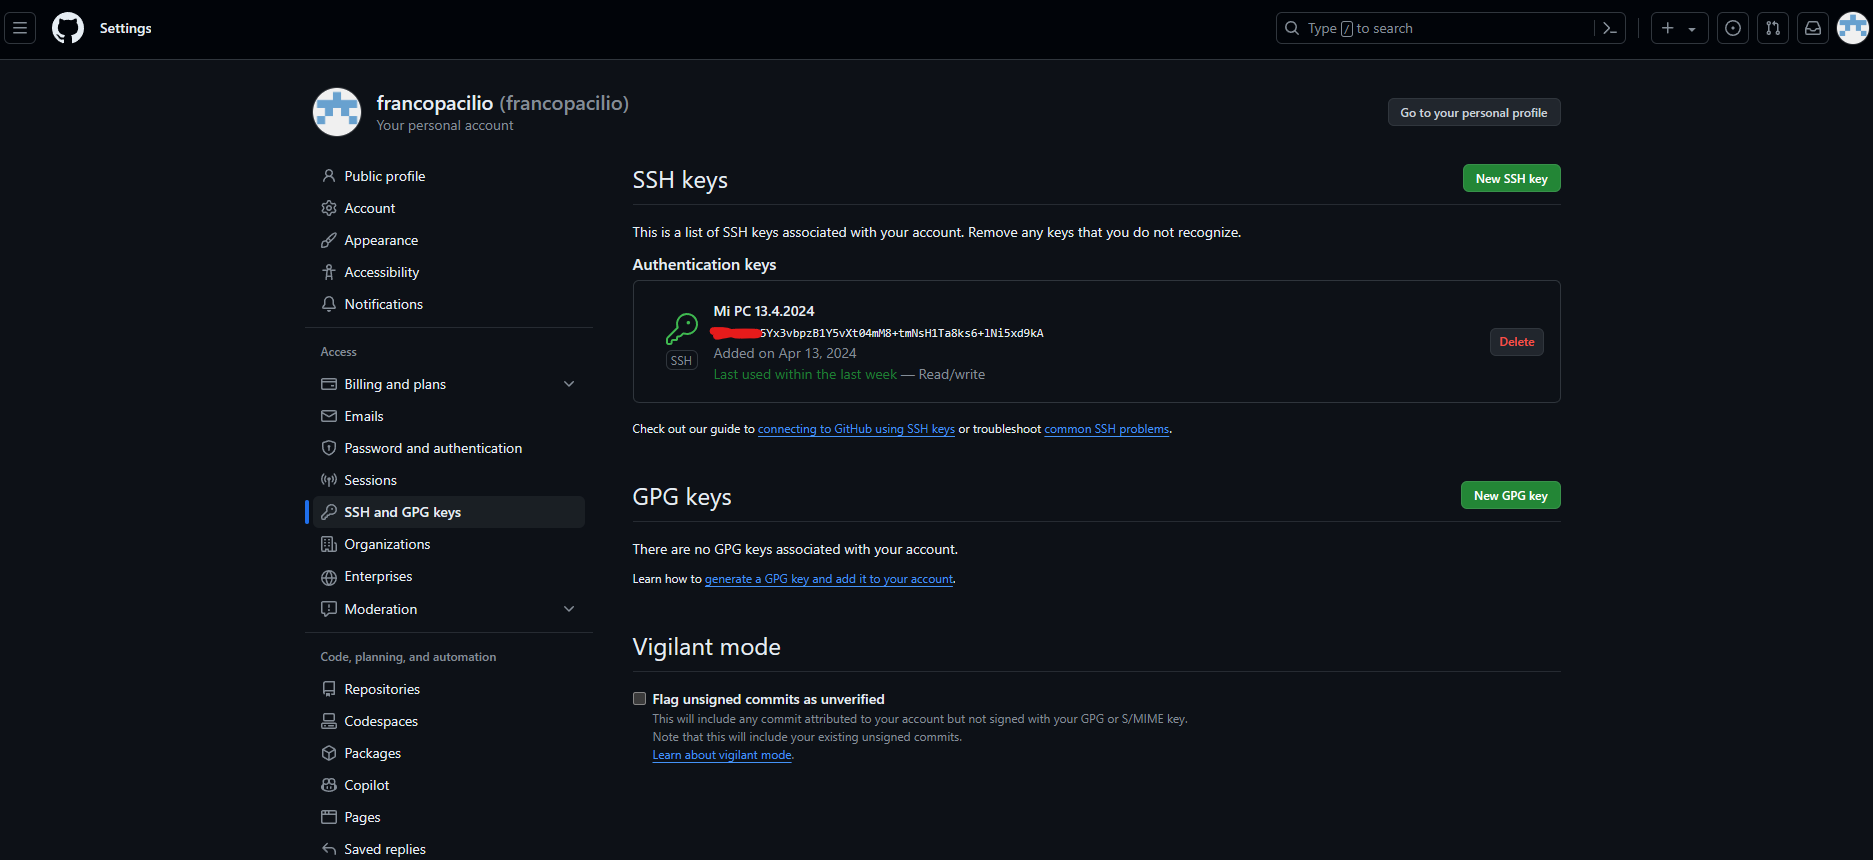 Settings
Type / to search
francopacilio (francopacilio)
Your personal account
Go to your personal profile
Public profile
Account
Appearance
Accessibility
Notifications
Access
Billing and plans
Emails
Password and authentication
Sessions
SSH and GPG keys
Organizations
Enterprises
Moderation
Code, planning, and automation
Repositories
Codespaces
Packages
Copilot
Pages
Saved replies
SSH keys
New SSH key
This is a list of SSH keys associated with your account. Remove any keys that you do not recognize.
Authentication keys
Mi PC 13.4.2024
5Yx3vbpzB1Y5vXt04mM8+tmNsH1Ta8ks6+lNi5xd9kA
SSH
Added on Apr 13, 2024
Last used within the last week — Read/write
Delete
Check out our guide to connecting to GitHub using SSH keys or troubleshoot common SSH problems.
GPG keys
New GPG key
There are no GPG keys associated with your account.
Learn how to generate a GPG key and add it to your account.
Vigilant mode
Flag unsigned commits as unverified
This will include any commit attributed to your account but not signed with your GPG or S/MIME key.
Note that this will include your existing unsigned commits.
Learn about vigilant mode.